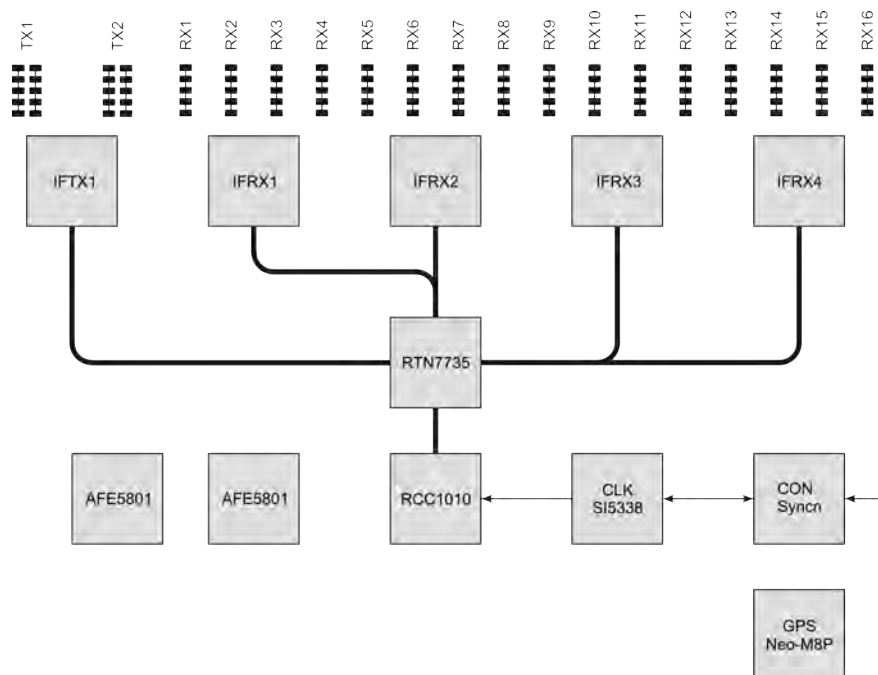 TX1
TX2
RX1
RX2
RX3
RX4
RX5
RX6
RX7
RX8
RX9
RX10
RX11
RX12
RX13
RX14
RX15
RX16
IFTX1
IFRX1
IFRX2
IFRX3
IFRX4
RTN7735
AFE5801
AFE5801
RCC1010
CLK
SI5338
CON
Syncn
GPS
Neo-M8P